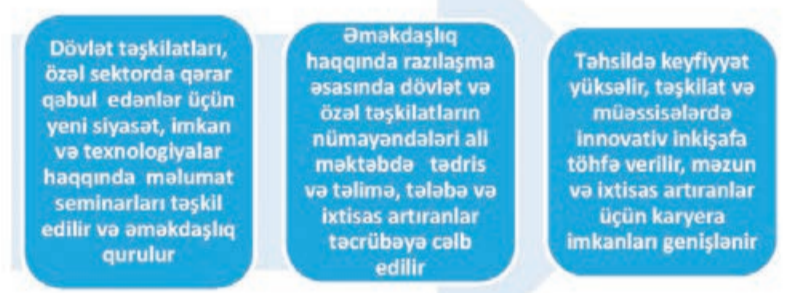 Dövlət təşkilatları,
özəl sektorda qərar
qəbul edənlər üçün
yeni siyasət, imkan
və texnologiyalar
haqqında məlumat
seminarları təşkil
edilir və əməkdaşlıq
qurulur
Əməkdaşlıq
haqqında razılaşma
əsasında dövlət və
özəl təşkilatların
nümayəndələri ali
məktəbdə tədris
və təlimə, tələbə və
ixtisas artıranlar
təcrübəyə cəlb
edilir
Təhsildə keyfiyyət
yüksəlir, təşkilat və
müəssisələrdə
innovativ inkişafa
töhfə verilir, məzun
və ixtisas artıranlar
üçün karyera
imkanları genişlənir